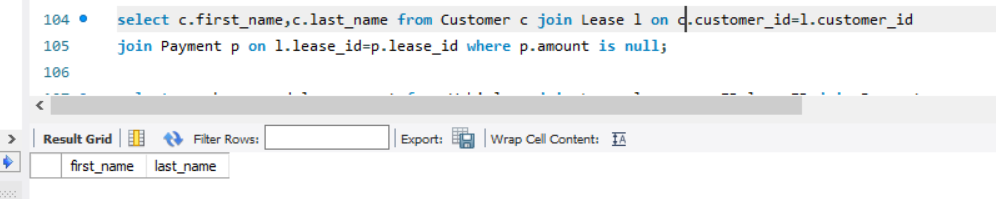 104 select c.first_name,c.last_name from Customer c join Lease l on c.customer_id=l.customer_id
105 join Payment p on l.lease_id=p.lease_id where p.amount is null;
106
Result Grid Filter Rows: Export: Wrap Cell Content: IA
first_name last_name